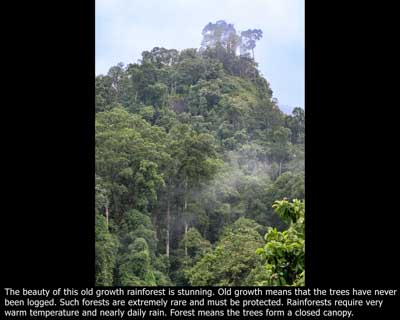 The beauty of this old growth rainforest is stunning. Old growth means that the trees have never
been logged. Such forests are extremely rare and must be protected. Rainforests require very
warm temperature and nearly daily rain. Forest means the trees form a closed canopy.